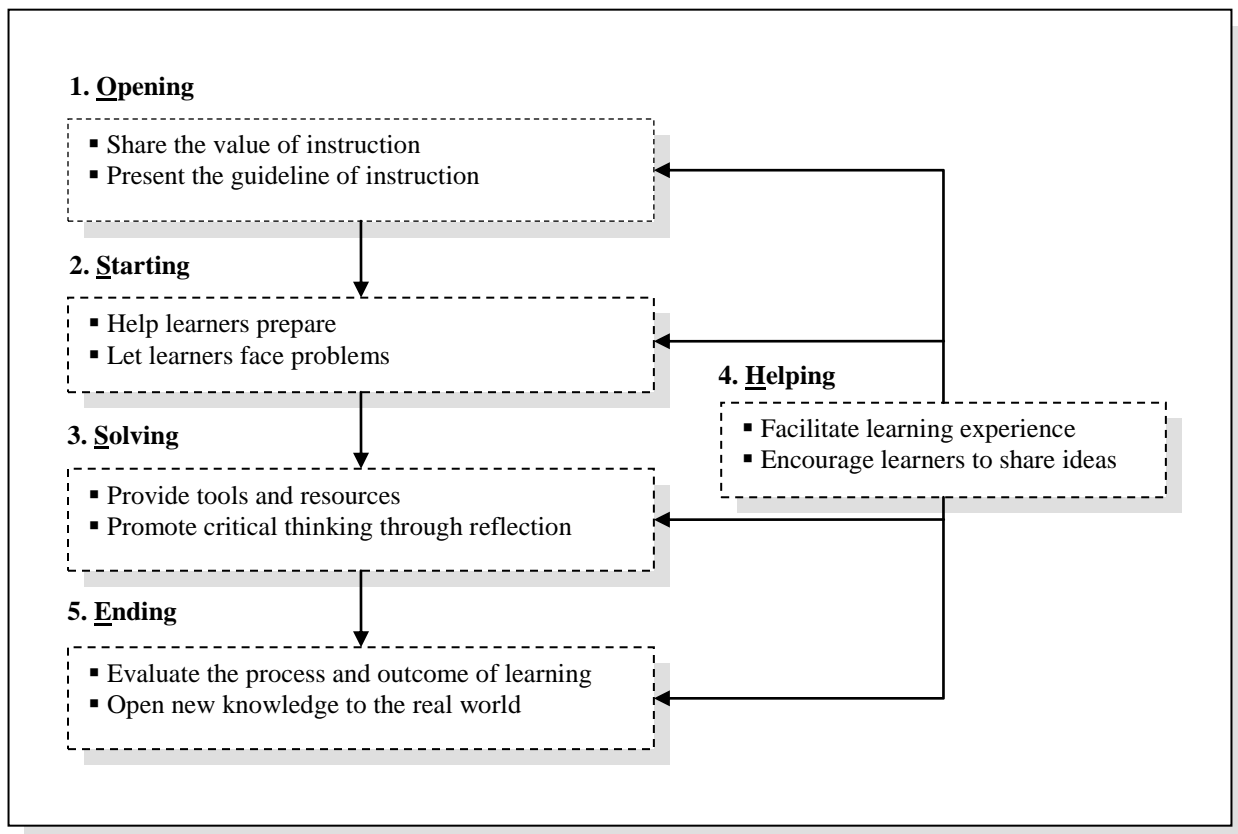 1. Opening
▪ Share the value of instruction
▪ Present the guideline of instruction
2. Starting
▪ Help learners prepare
▪ Let learners face problems
3. Solving
▪ Provide tools and resources
▪ Promote critical thinking through reflection
4. Helping
▪ Facilitate learning experience
▪ Encourage learners to share ideas
5. Ending
▪ Evaluate the process and outcome of learning
▪ Open new knowledge to the real world